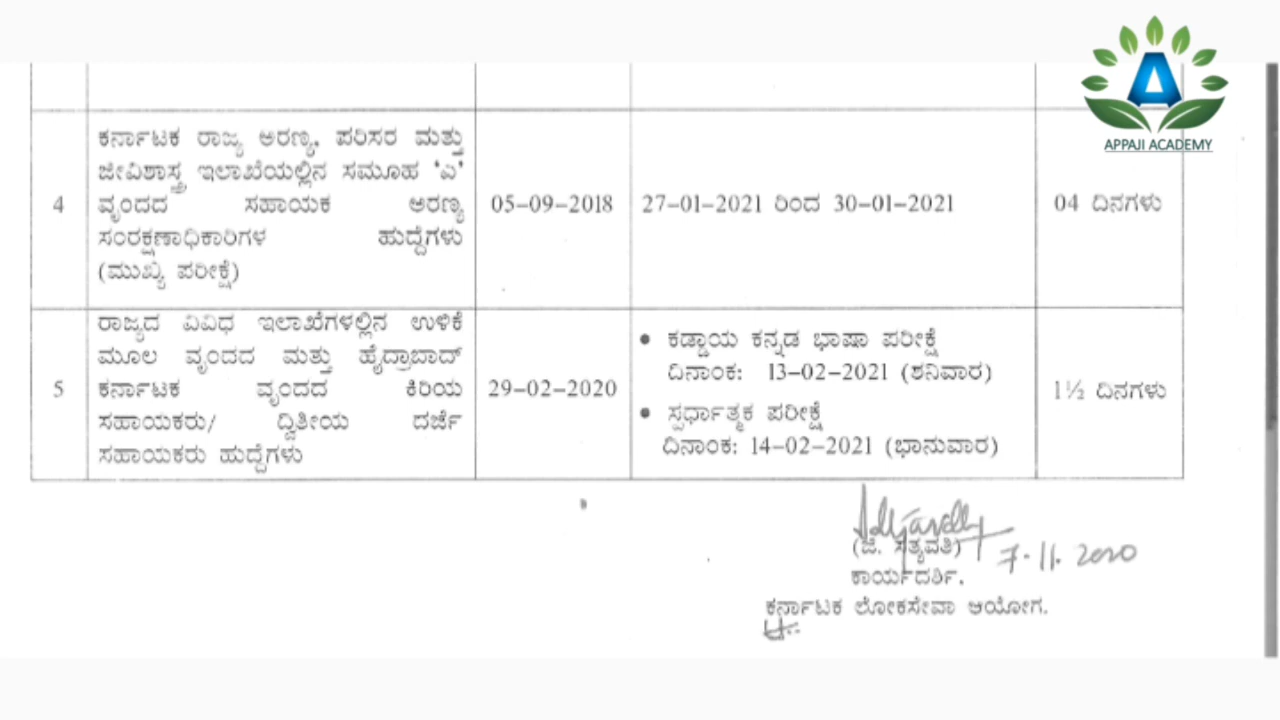 APPAJI ACADEMY
4
ಕರ್ನಾಟಕ ರಾಜ್ಯ ಅರಣ್ಯ, ಪರಿಸರ ಮತ್ತು
ಜೀವಿಶಾಸ್ತ್ರ ಇಲಾಖೆಯಲ್ಲಿನ ಸಮೂಹ 'ಎ'
ವೃಂದದ ಸಹಾಯಕ ಅರಣ್ಯ
ಸಂರಕ್ಷಣಾಧಿಕಾರಿಗಳ ಹುದ್ದೆಗಳು
(ಮುಖ್ಯ ಪರೀಕ್ಷೆ)
05-09-2018
27-01-2021 ರಿಂದ 30-01-2021
04 ದಿನಗಳು
5
ರಾಜ್ಯದ ವಿವಿಧ ಇಲಾಖೆಗಳಲ್ಲಿನ ಉಳಿಕೆ
ಮೂಲ ವೃಂದದ ಮತ್ತು ಹೈದ್ರಾಬಾದ್
ಕರ್ನಾಟಕ ವೃಂದದ ಕಿರಿಯ
ಸಹಾಯಕರು/ ದ್ವಿತೀಯ ದರ್ಜೆ
ಸಹಾಯಕರು ಹುದ್ದೆಗಳು
29-02-2020
• ಕಡ್ಡಾಯ ಕನ್ನಡ ಭಾಷಾ ಪರೀಕ್ಷೆ
ದಿನಾಂಕ: 13-02-2021 (ಶನಿವಾರ)
• ಸ್ಪರ್ಧಾತ್ಮಕ ಪರೀಕ್ಷೆ
ದಿನಾಂಕ: 14-02-2021 (ಭಾನುವಾರ)
1½ ದಿನಗಳು
(ಜಿ. ಸತ್ಯವತಿ)
7.11.2020
ಕಾರ್ಯದರ್ಶಿ.
ಕರ್ನಾಟಕ ಲೋಕಸೇವಾ ಆಯೋಗ.